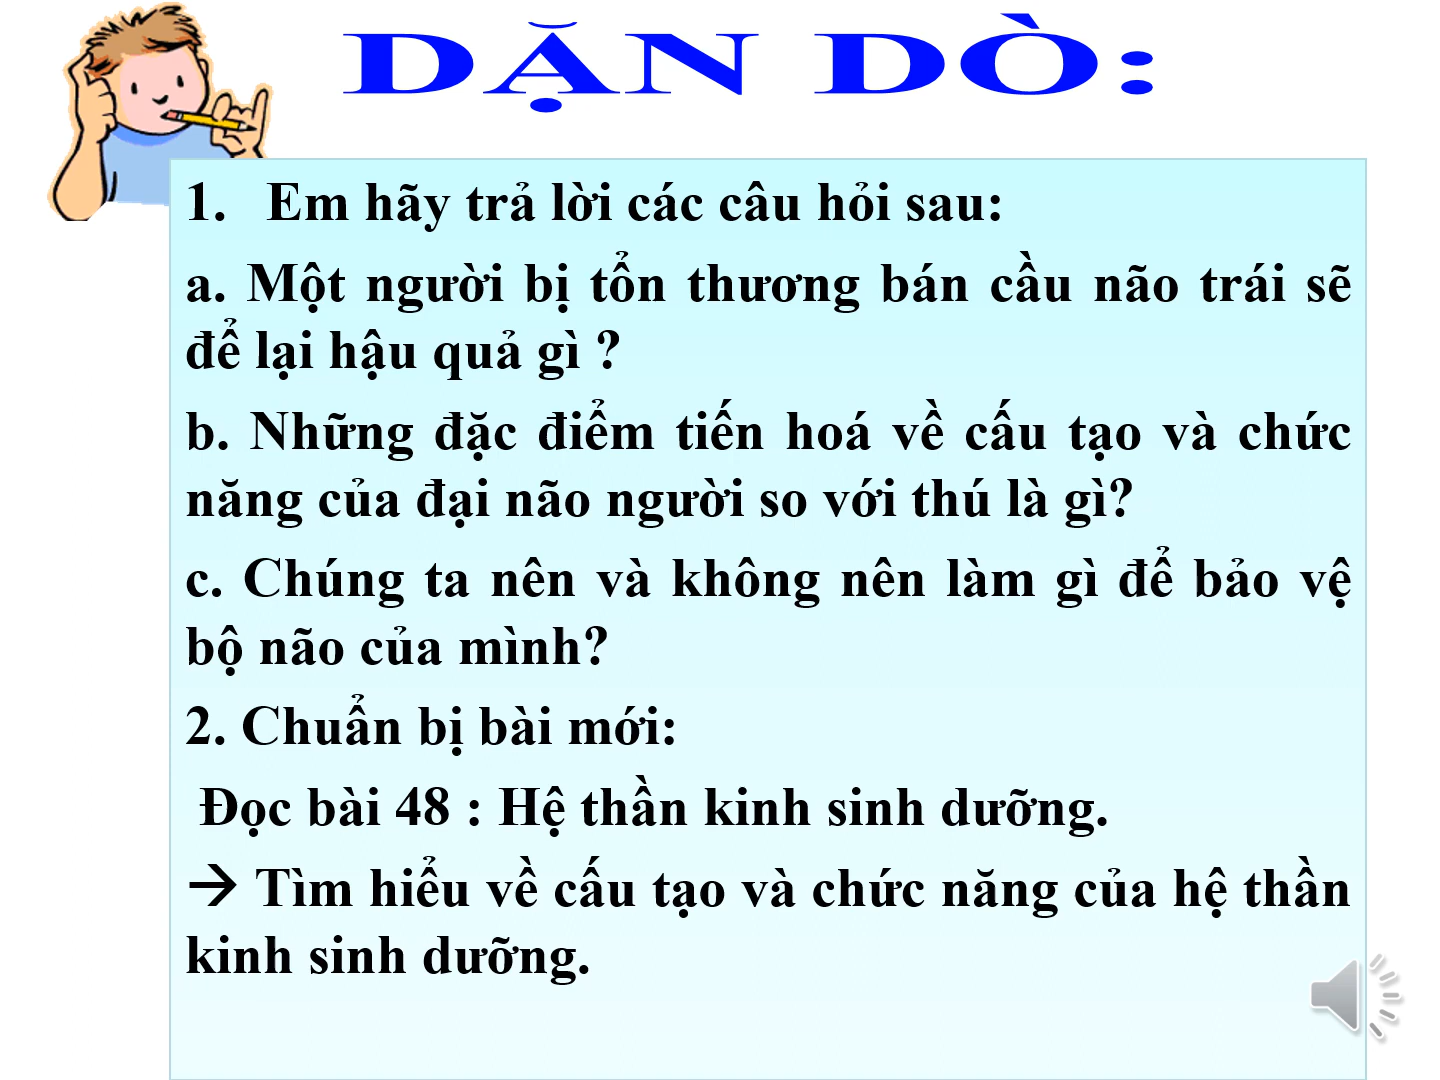 DẶN DÒ:
1. Em hãy trả lời các câu hỏi sau:
a. Một người bị tổn thương bán cầu não trái sẽ
để lại hậu quả gì ?
b. Những đặc điểm tiến hoá về cấu tạo và chức
năng của đại não người so với thú là gì?
c. Chúng ta nên và không nên làm gì để bảo vệ
bộ não của mình?
2. Chuẩn bị bài mới:
Đọc bài 48 : Hệ thần kinh sinh dưỡng.
→ Tìm hiểu về cấu tạo và chức năng của hệ thần
kinh sinh dưỡng.